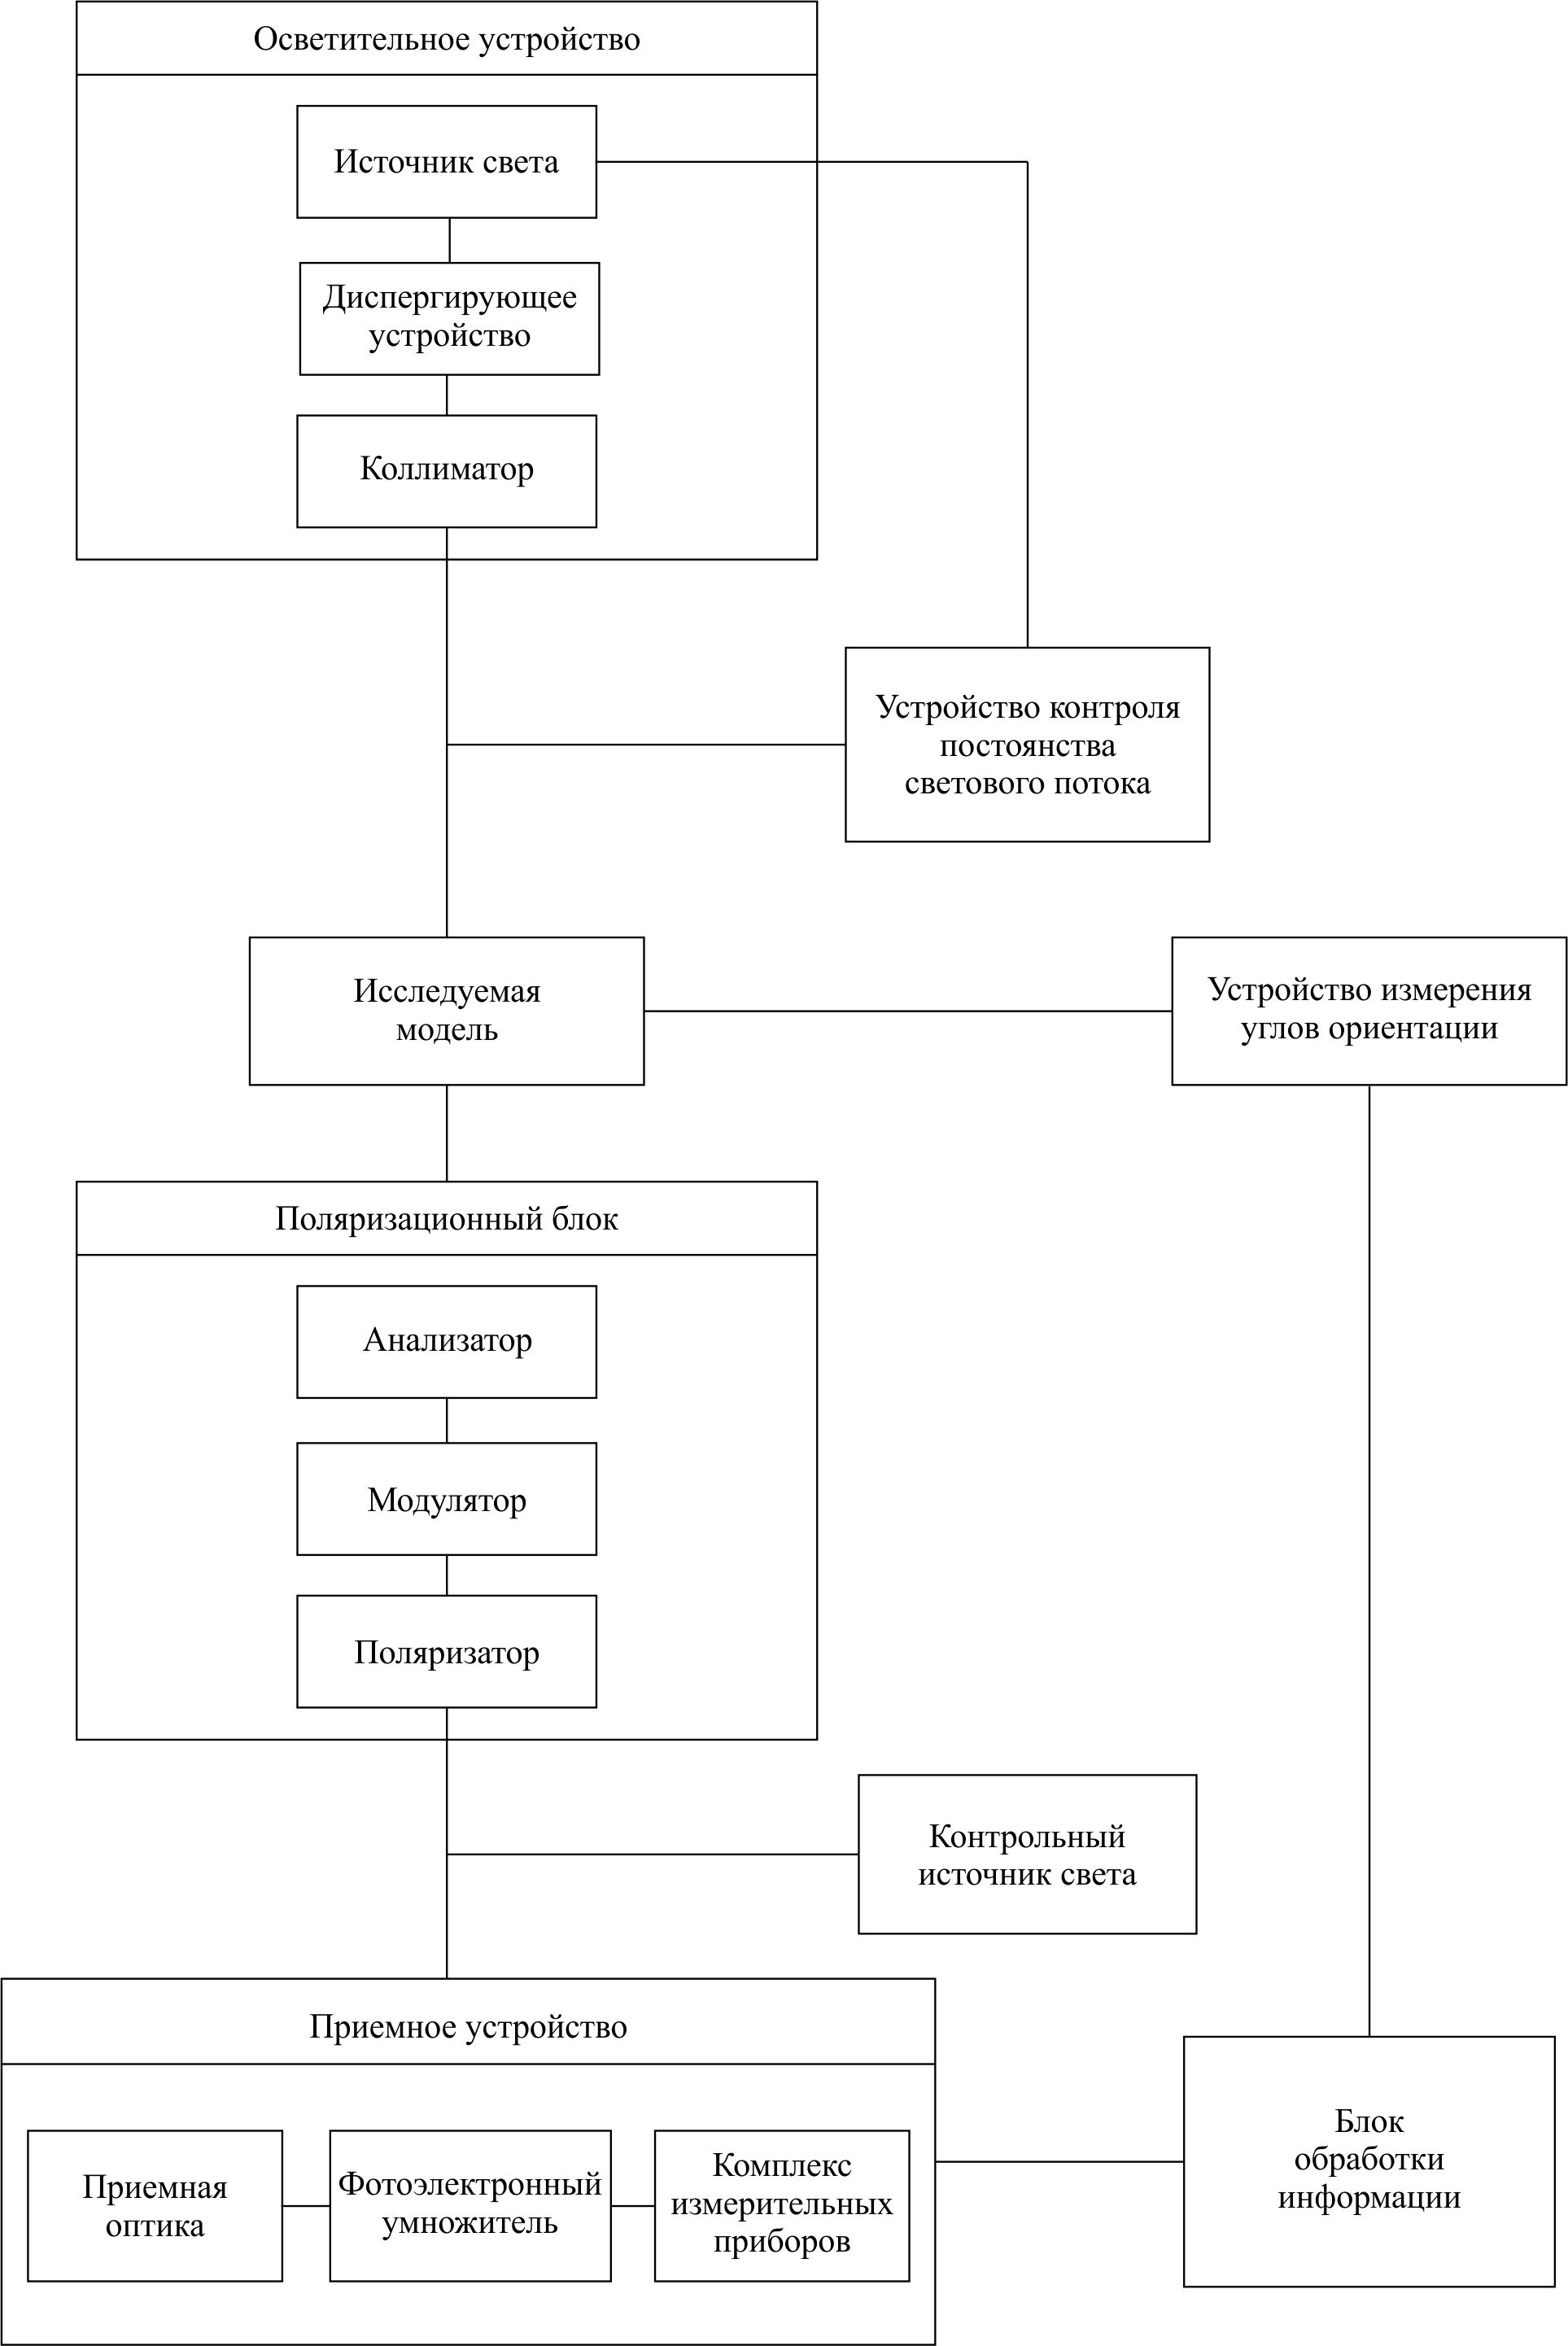 Осветительное устройство
Источник света
Диспергирующее
устройство
Коллиматор
Устройство контроля
постоянства
светового потока
Исследуемая
модель
Устройство измерения
углов ориентации
Поляризационный блок
Анализатор
Модулятор
Поляризатор
Контрольный
источник света
Приемное устройство
Приемная
оптика
Фотоэлектронный
умножитель
Комплекс
измерительных
приборов
Блок
обработки
информации